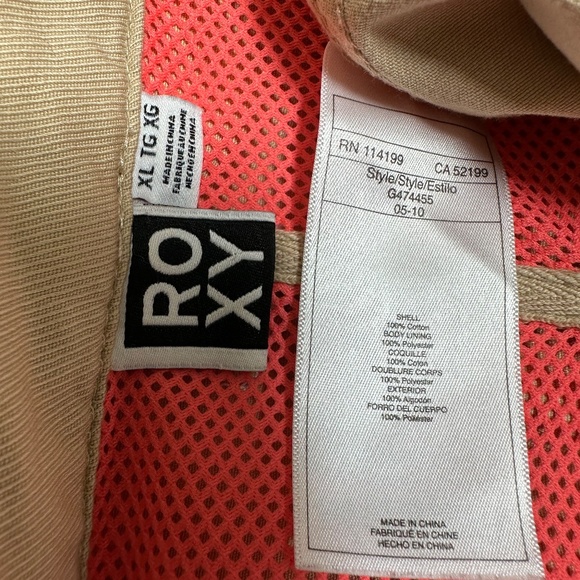 XL TG XG
MADE IN CHINA
FABRIQUÉ AU CHINE
HECHO EN CHINA
RO
XY
RN 114199 CA 52199
Style/Style/Estilo
G474455
05-10
SHELL
100% Cotton
BODY LINING
100% Polyester
COQUILLE
100% Coton
DOUBLURE CORPS
100% Polyester
EXTERIOR
100% Algodón
FORRO DEL CUERPO
100% Poliéster
MADE IN CHINA
FABRIQUÉ EN CHINE
HECHO EN CHINA